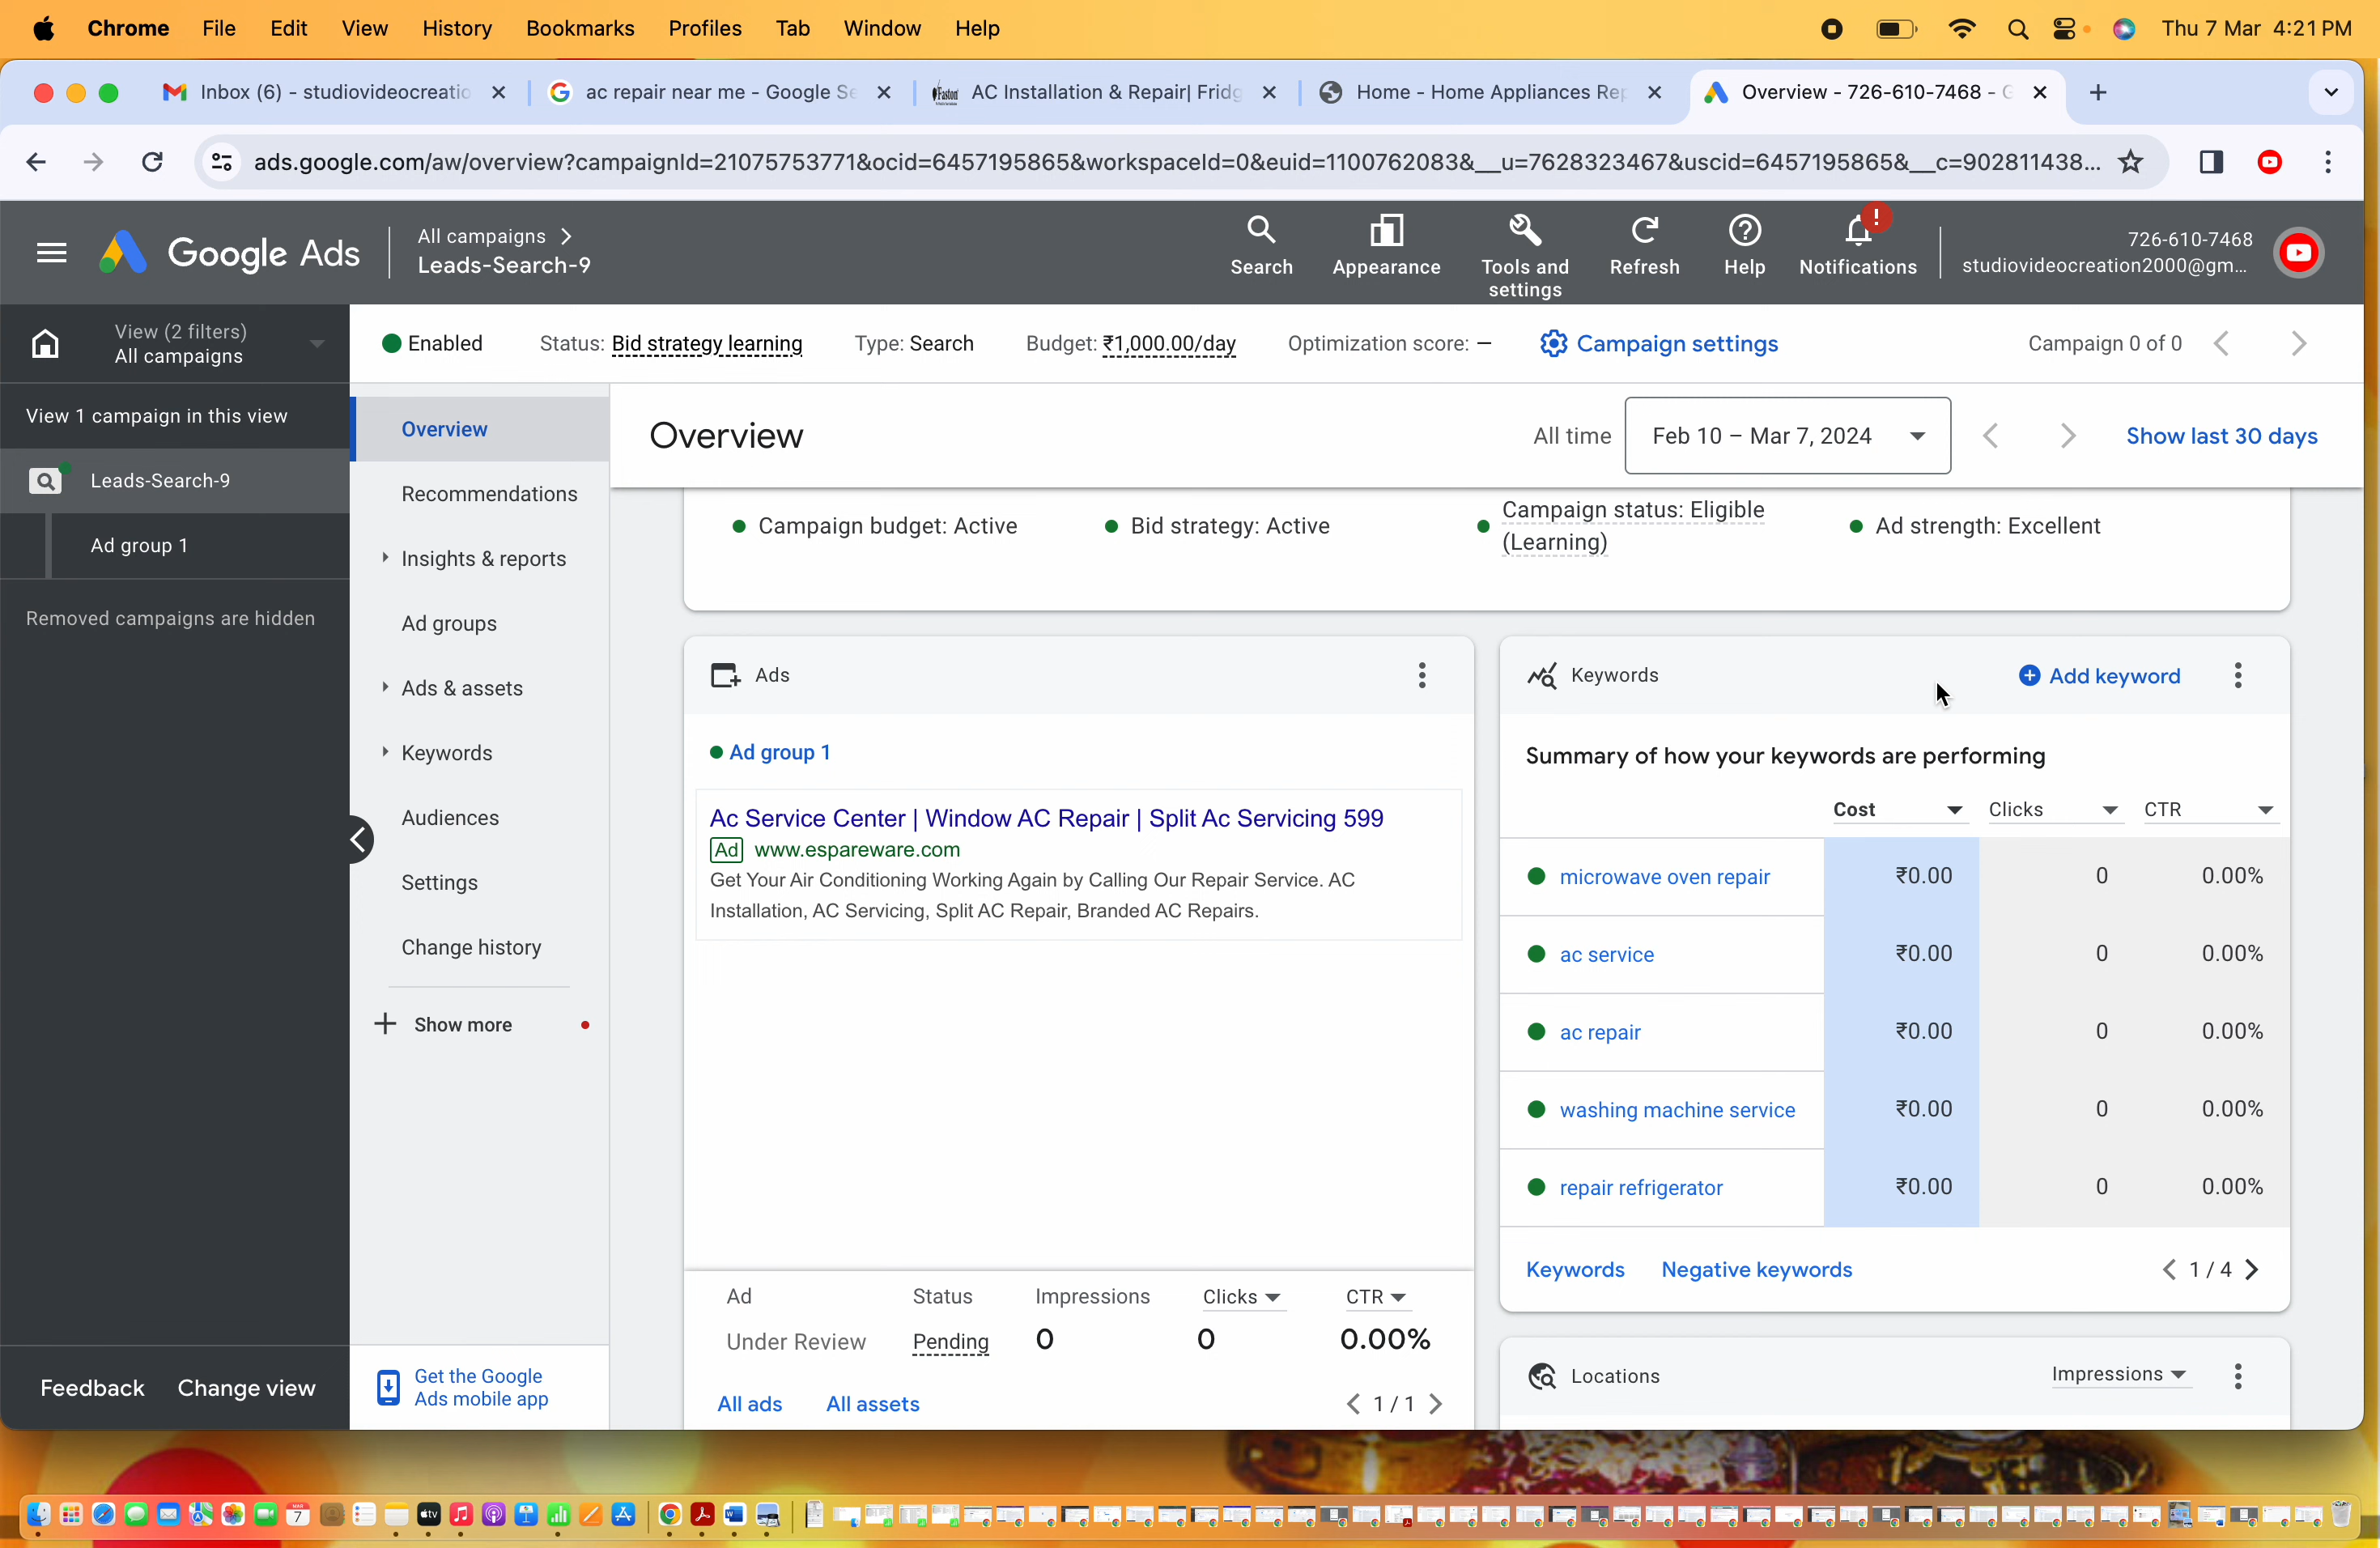 Chrome File Edit View History Bookmarks Profiles Tab Window Help Thu 7 Mar 4:21 PM
Inbox (6) - studiovideocreatio ac repair near me - Google Se AC Installation & Repair| Fridg Home - Home Appliances Rep Overview - 726-610-7468 - G
ads.google.com/aw/overview?campaignId=21075753771&ocid=6457195865&workspaceId=0&euid=1100762083&__u=7628323467&uscid=6457195865&__c=902811438...
Google Ads
All campaigns >
Leads-Search-9
Search
Appearance
Tools and
settings
Refresh
Help
Notifications
726-610-7468
studiovideocreation2000@gm...
View (2 filters)
All campaigns
Enabled Status: Bid strategy learning Type: Search Budget: ₹1,000.00/day Optimization score: – Campaign settings Campaign 0 of 0
View 1 campaign in this view
Leads-Search-9
Ad group 1
Removed campaigns are hidden
Feedback Change view
Overview
Recommendations
Insights & reports
Ad groups
Ads & assets
Keywords
Audiences
Settings
Change history
Show more
Get the Google
Ads mobile app
Overview
All time Feb 10 – Mar 7, 2024 Show last 30 days
Campaign budget: Active
Bid strategy: Active
Campaign status: Eligible
(Learning)
Ad strength: Excellent
Ads
Ad group 1
Ac Service Center | Window AC Repair | Split Ac Servicing 599
Ad www.espareware.com
Get Your Air Conditioning Working Again by Calling Our Repair Service. AC
Installation, AC Servicing, Split AC Repair, Branded AC Repairs.
Ad Status Impressions Clicks CTR
Under Review Pending 0 0 0.00%
All ads All assets 1 / 1
Keywords Add keyword
Summary of how your keywords are performing
Cost Clicks CTR
microwave oven repair ₹0.00 0 0.00%
ac service ₹0.00 0 0.00%
ac repair ₹0.00 0 0.00%
washing machine service ₹0.00 0 0.00%
repair refrigerator ₹0.00 0 0.00%
Keywords Negative keywords 1 / 4
Locations Impressions